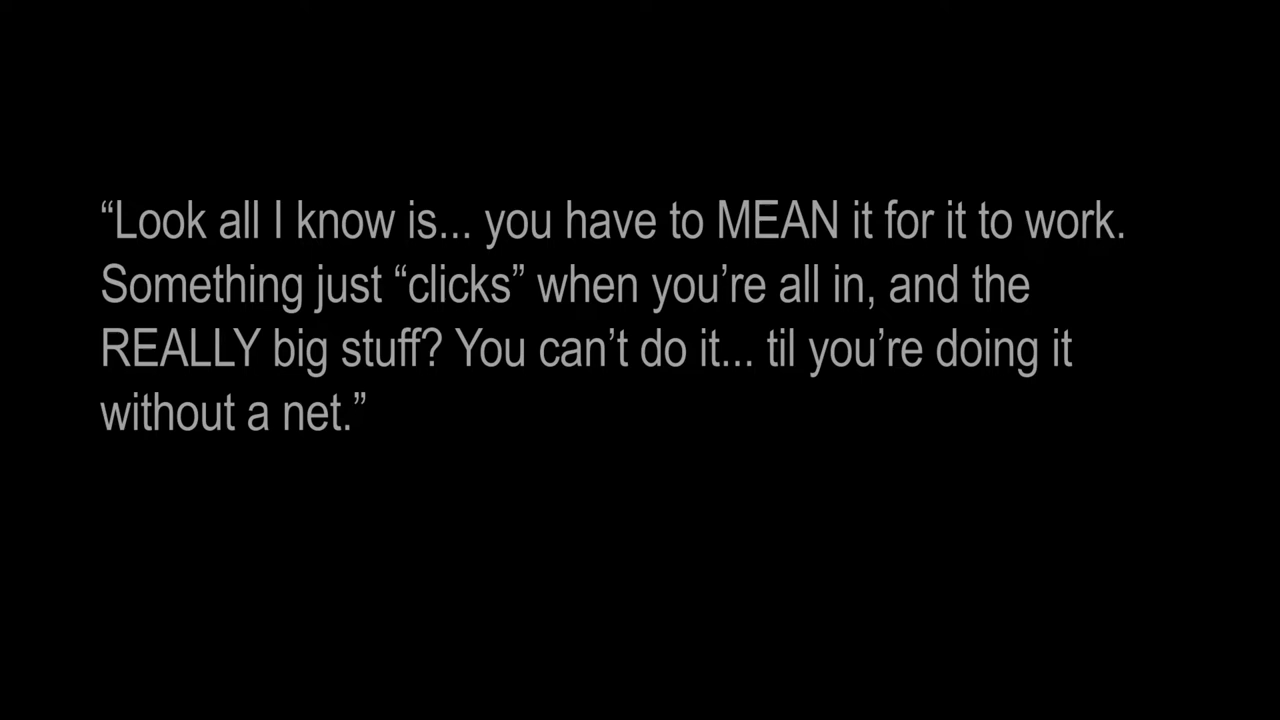 “Look all I know is... you have to MEAN it for it to work.
Something just “clicks” when you’re all in, and the
REALLY big stuff? You can’t do it... til you’re doing it
without a net.”